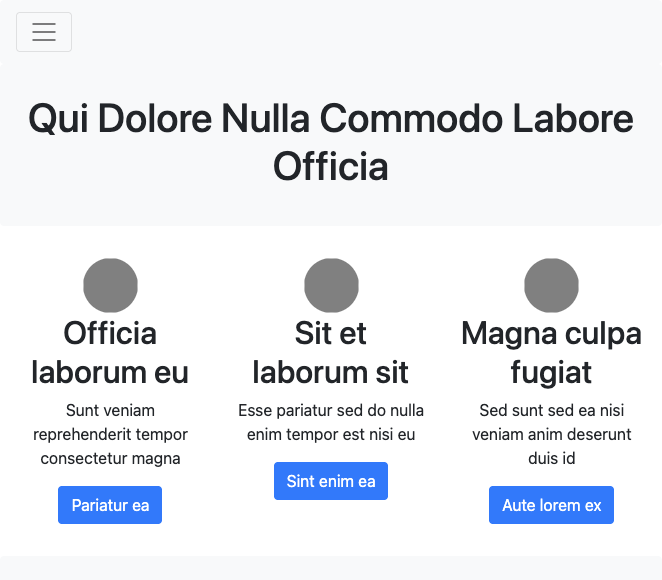 Qui Dolore Nulla Commodo Labore
Officia
Officia
laborum eu
Sunt veniam
reprehenderit tempor
consectetur magna
Pariatur ea
Sit et
laborum sit
Esse pariatur sed do nulla
enim tempor est nisi eu
Sint enim ea
Magna culpa
fugiat
Sed sunt sed ea nisi
veniam anim deserunt
duis id
Aute lorem ex